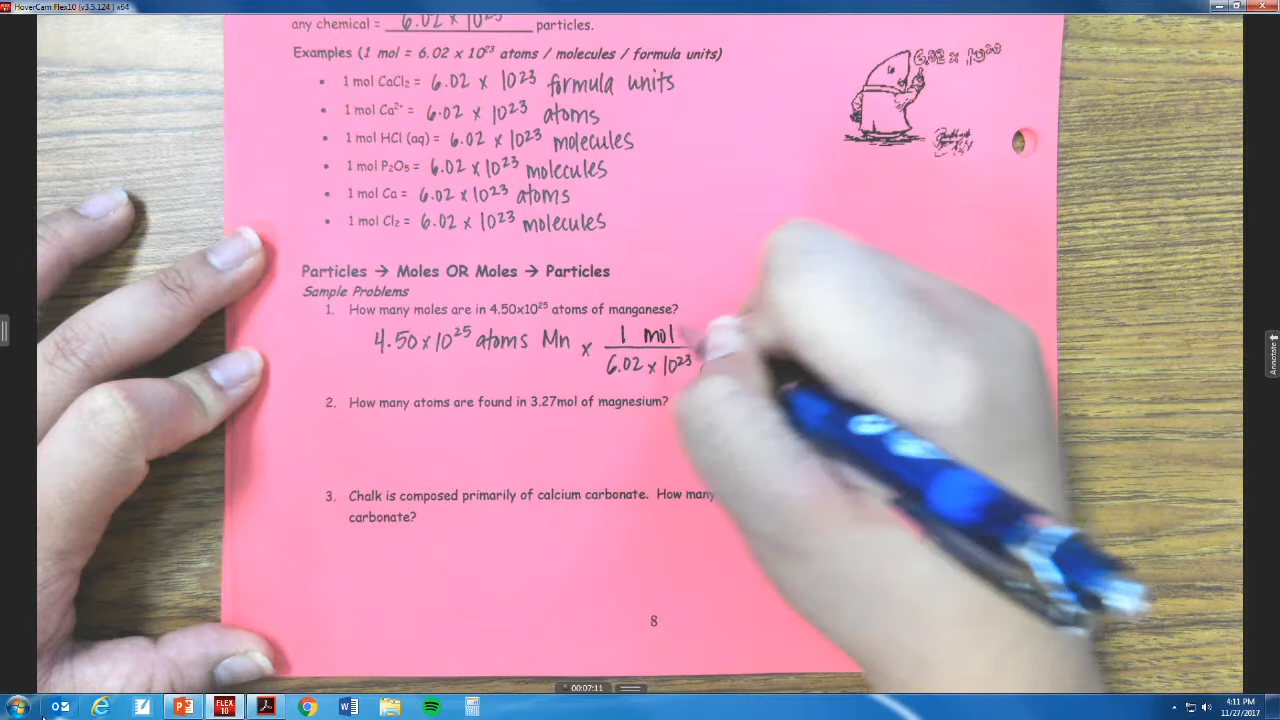 HoverCam Flex10 (v3.5.124) x64
any chemical = 6.02 x 10²³ particles.
Examples (1 mol = 6.02 x 10²³ atoms / molecules / formula units)
• 1 mol CaCl₂ = 6.02 x 10²³ formula units
• 1 mol Ca²⁺ = 6.02 x 10²³ atoms
• 1 mol HCl (aq) = 6.02 x 10²³ molecules
• 1 mol P₂O₅ = 6.02 x 10²³ molecules
• 1 mol Ca = 6.02 x 10²³ atoms
• 1 mol Cl₂ = 6.02 x 10²³ molecules
6.02 x 10²³
Particles → Moles OR Moles → Particles
Sample Problems
1. How many moles are in 4.50x10²⁵ atoms of manganese?
4.50 x 10²⁵ atoms Mn x 1 mol
6.02 x 10²³
2. How many atoms are found in 3.27mol of magnesium?
3. Chalk is composed primarily of calcium carbonate. How many
carbonate?
8
Annotate
00:07:11
FLEX 10
4:11 PM
11/27/2017